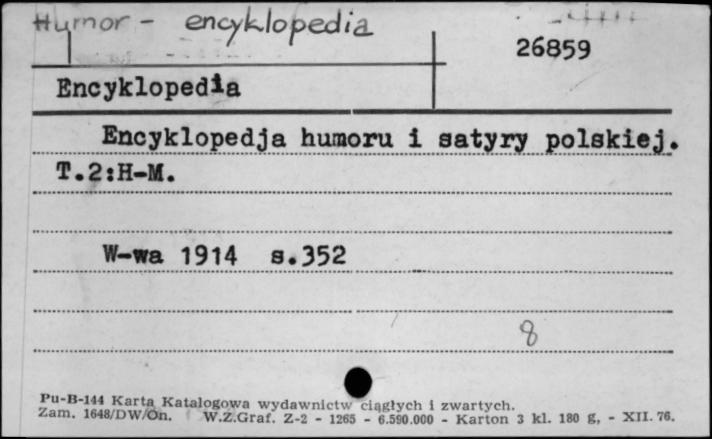 Humor - encyklopedia
26859
Encyklopedia
Encyklopedja humoru i satyry polskiej.
T.2:H-M.
W-wa 1914 s.352
8
Pu-B-144 Karta Katalogowa wydawnictw ciągłych i zwartych.
Zam. 1648/DW/On. W.Z.Graf. Z-2 - 1265 - 6.590.000 - Karton 3 kl. 180 g, - XII. 76.